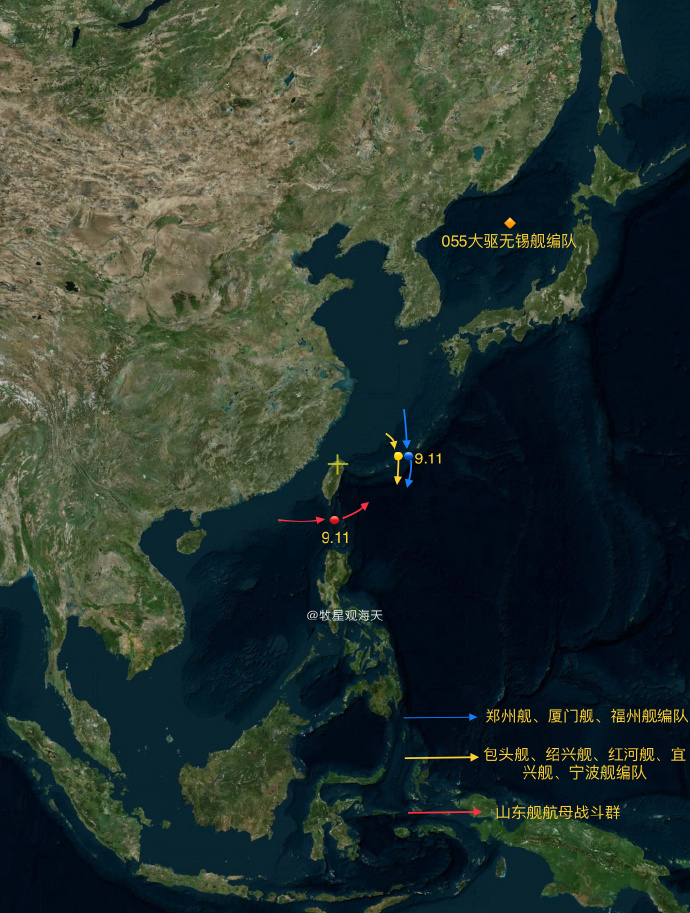 055大驱无锡舰编队
9.11
9.11
@牧星观海天
郑州舰、厦门舰、福州舰编队
包头舰、绍兴舰、红河舰、宜
兴舰、宁波舰编队
山东舰航母战斗群